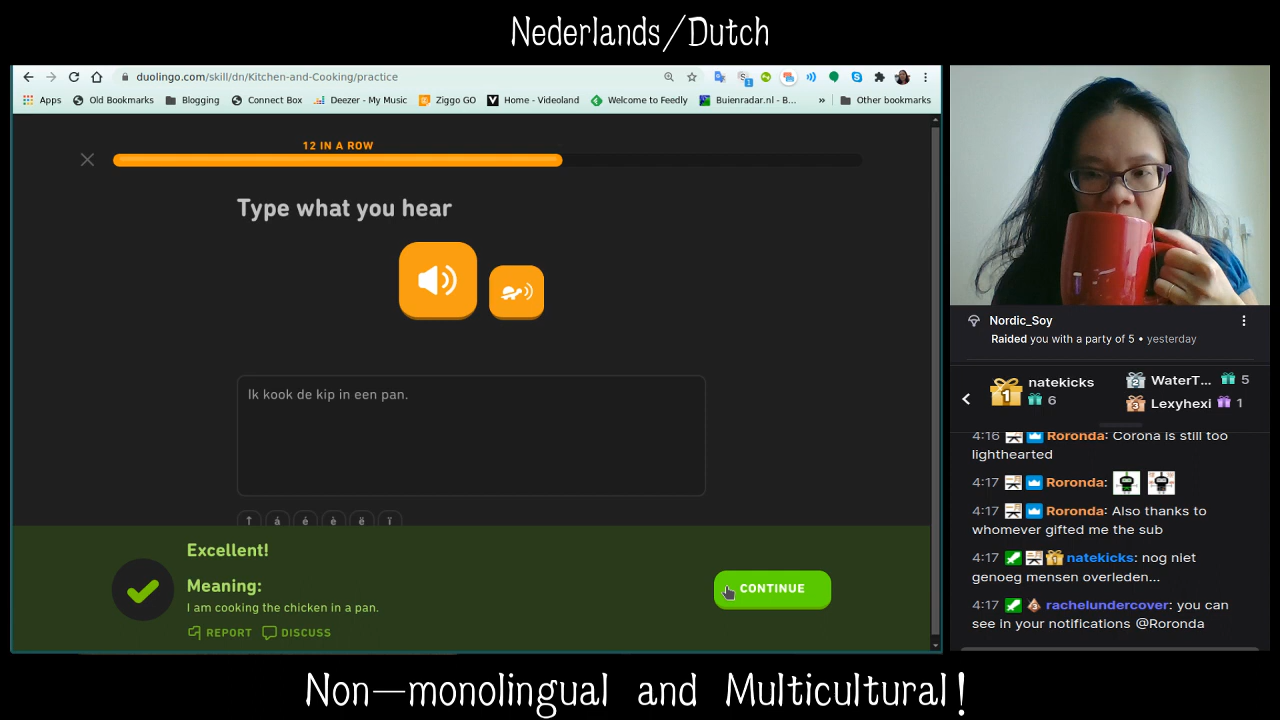 Nederlands/Dutch
duolingo.com/skill/dn/Kitchen-and-Cooking/practice
Apps Old Bookmarks Blogging Connect Box Deezer - My Music Ziggo GO Home - Videoland Welcome to Feedly Buienradar.nl - B... » Other bookmarks
12 IN A ROW
Type what you hear
Ik kook de kip in een pan.
↑ á é è ë ï
Excellent!
Meaning:
I am cooking the chicken in a pan.
REPORT DISCUSS
CONTINUE
Nordic_Soy
Raided you with a party of 5 • yesterday
1 natekicks 6
2 WaterT... 5
3 Lexyhexi 1
4:16 Roronda: Corona is still too
lighthearted
4:17 Roronda:
4:17 Roronda: Also thanks to
whomever gifted me the sub
4:17 natekicks: nog niet
genoeg mensen overleden...
4:17 rachelundercover: you can
see in your notifications @Roronda
Non-monolingual and Multicultural!